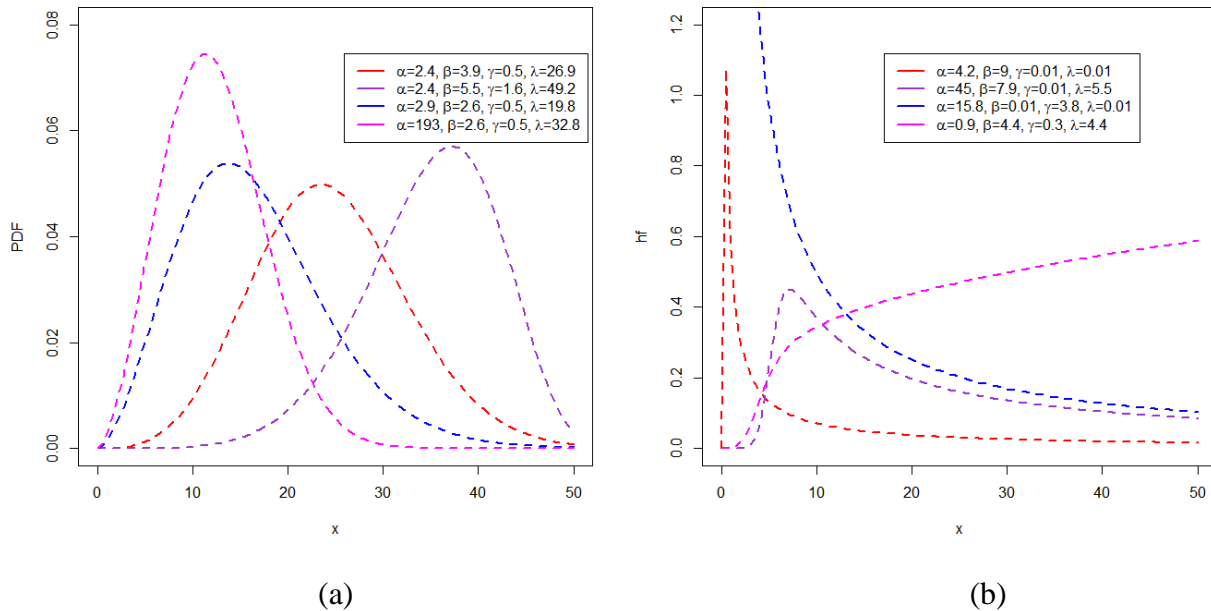 0.08
0.06
0.04
0.02
0.00
PDF
α=2.4, β=3.9, γ=0.5, λ=26.9
α=2.4, β=5.5, γ=1.6, λ=49.2
α=2.9, β=2.6, γ=0.5, λ=19.8
α=193, β=2.6, γ=0.5, λ=32.8
0 10 20 30 40 50
x
(a)
1.2
1.0
0.8
0.6
0.4
0.2
0.0
hf
α=4.2, β=9, γ=0.01, λ=0.01
α=45, β=7.9, γ=0.01, λ=5.5
α=15.8, β=0.01, γ=3.8, λ=0.01
α=0.9, β=4.4, γ=0.3, λ=4.4
0 10 20 30 40 50
x
(b)